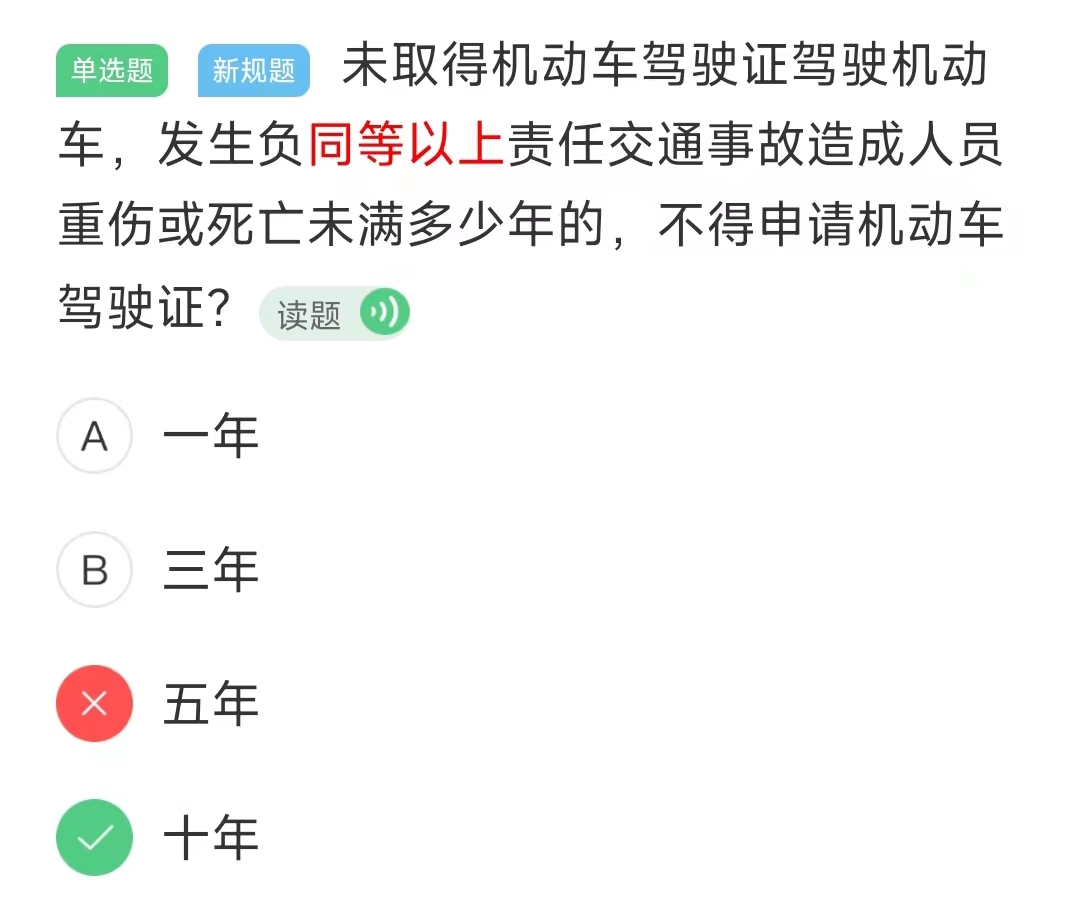 单选题 新规题 未取得机动车驾驶证驾驶机动
车，发生负同等以上责任交通事故造成人员
重伤或死亡未满多少年的，不得申请机动车
驾驶证？ 读题
A 一年
B 三年
五年
十年